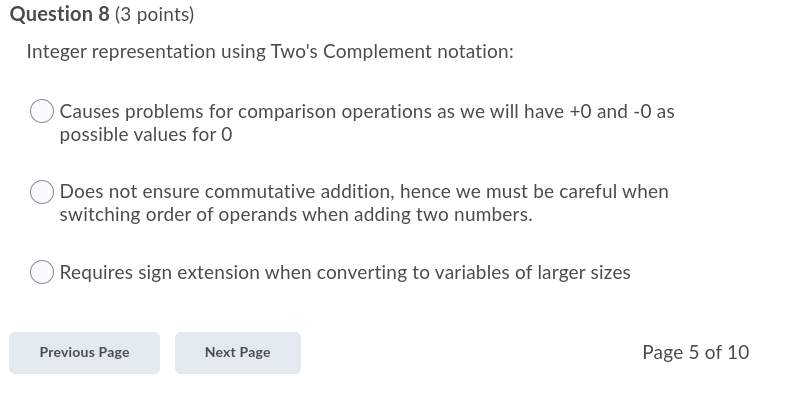 Question 8 (3 points)
Integer representation using Two's Complement notation:
Causes problems for comparison operations as we will have +0 and -0 as
possible values for 0
Does not ensure commutative addition, hence we must be careful when
switching order of operands when adding two numbers.
Requires sign extension when converting to variables of larger sizes
Previous Page
Next Page
Page 5 of 10